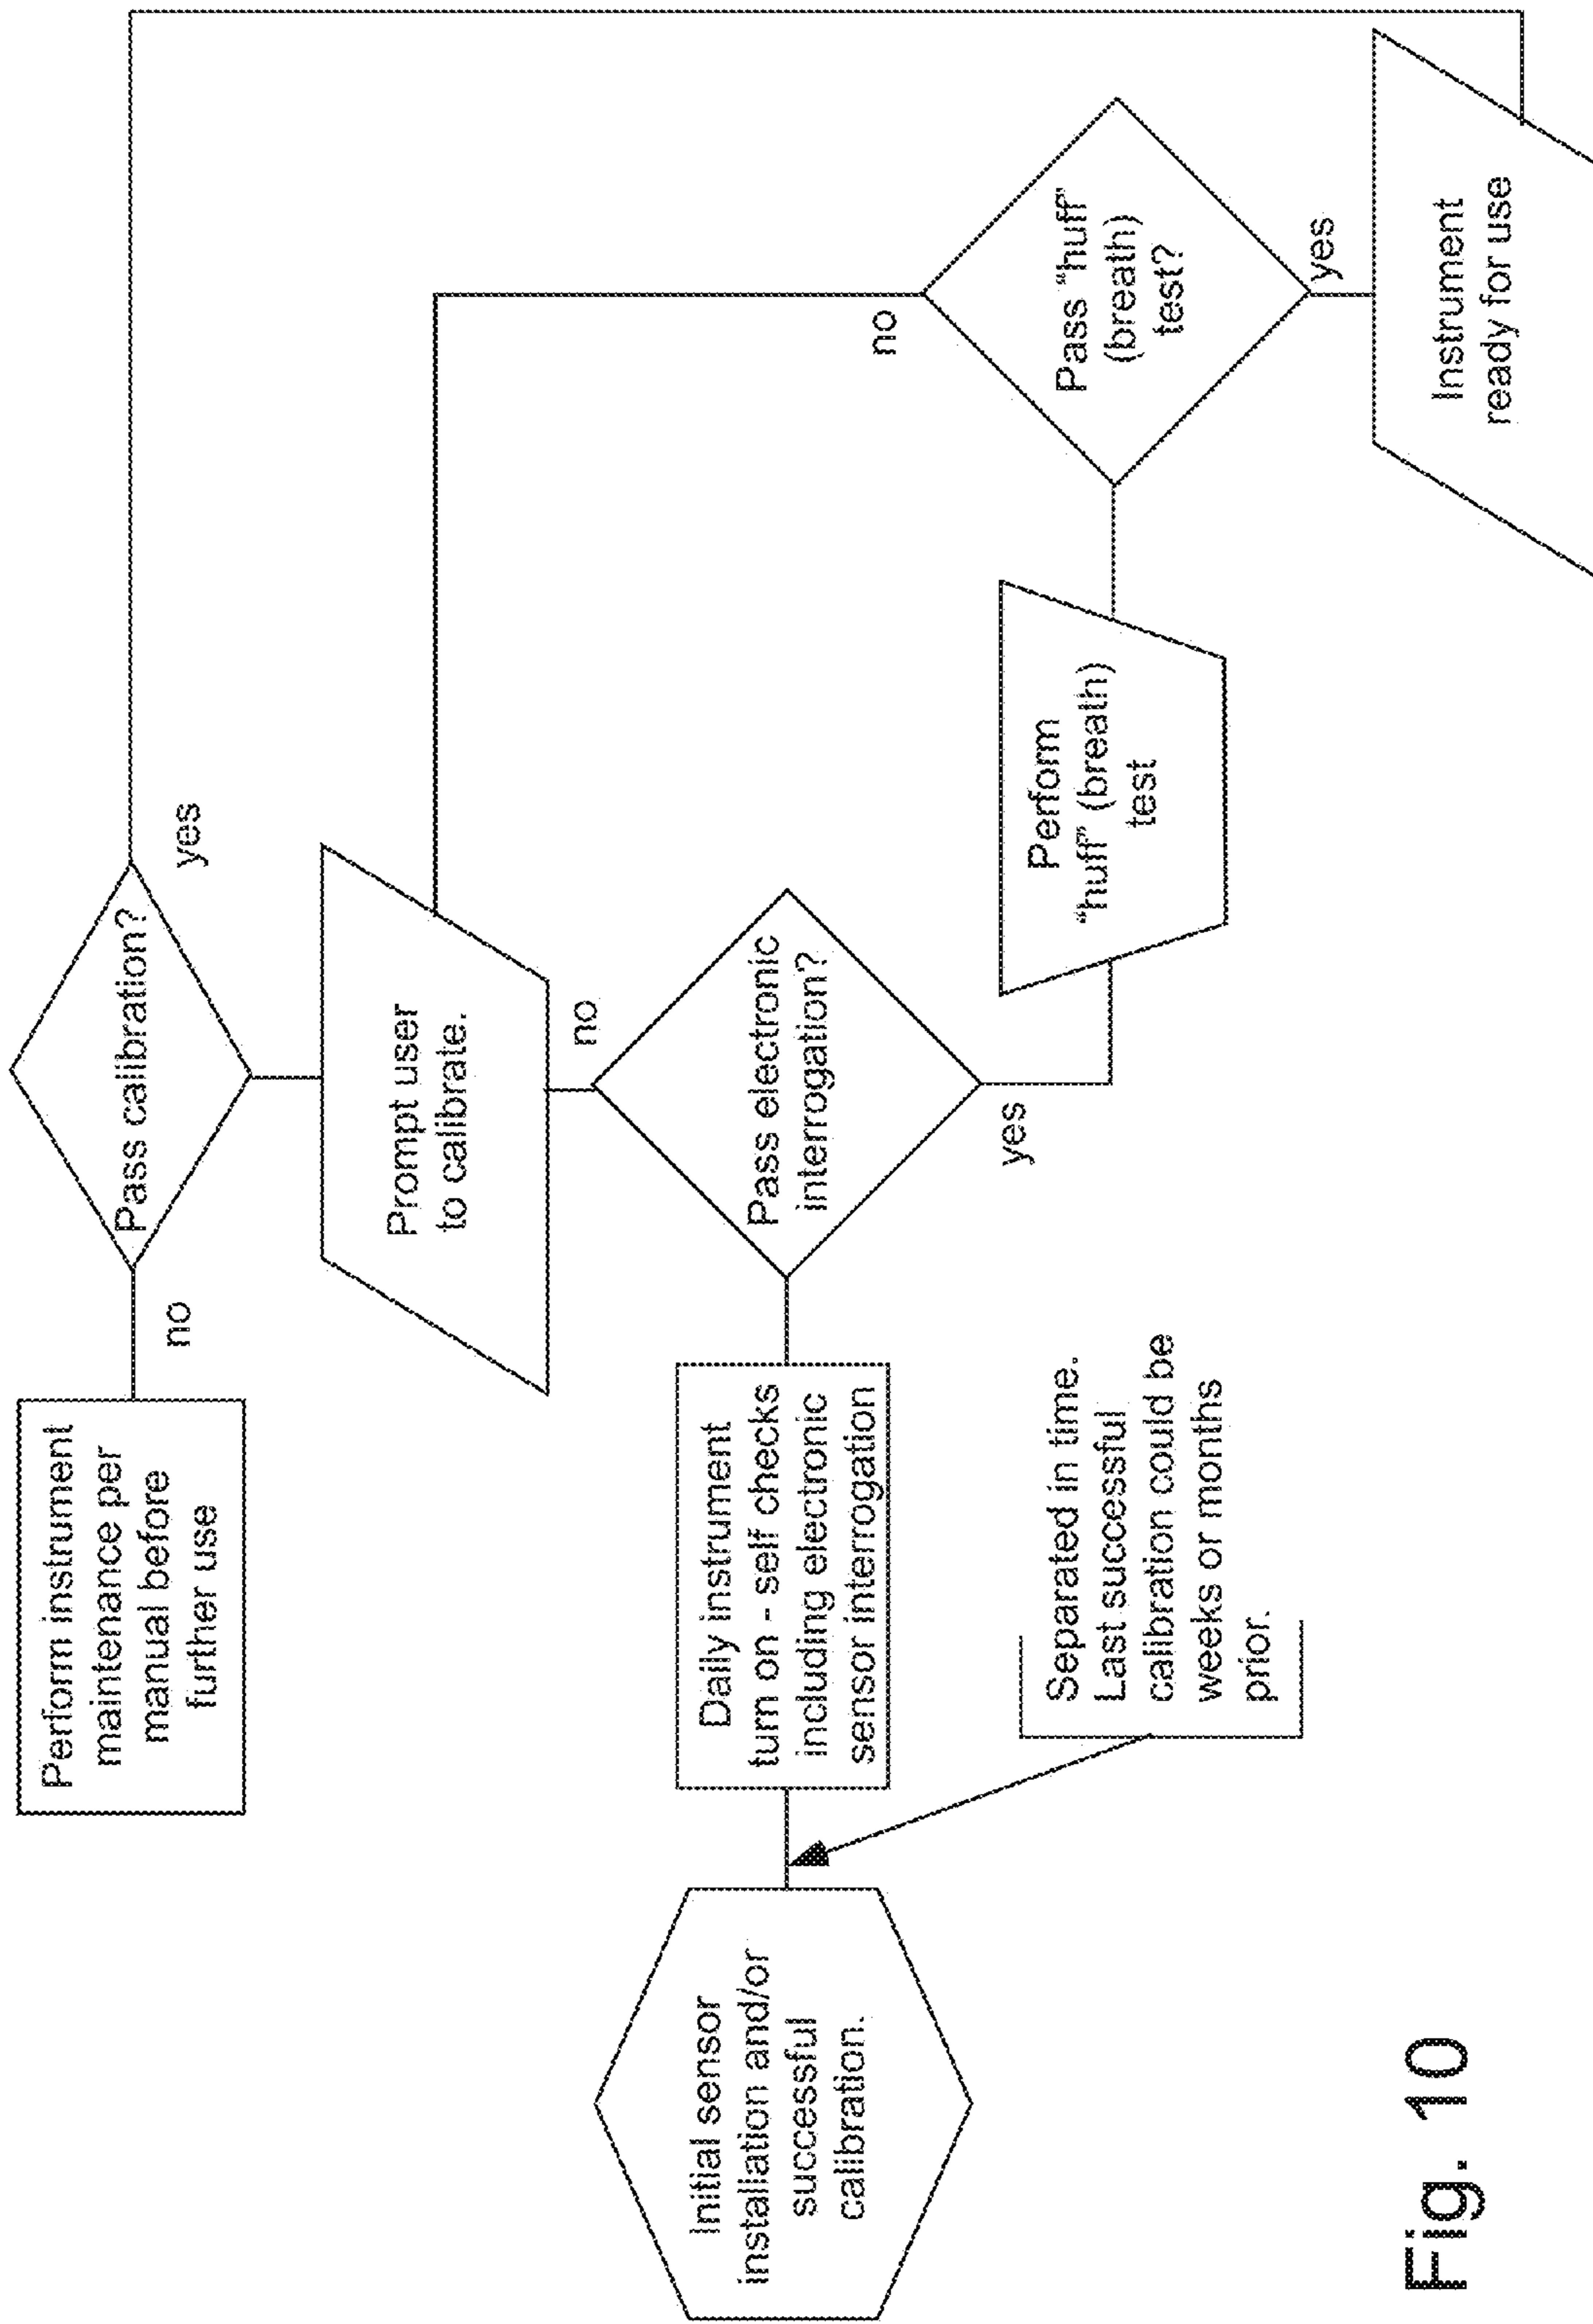 Perform instrument
maintenance per
manual before
further use
no
Pass calibration?
yes
Prompt user
to calibrate.
no
Initial sensor
installation and/or
successful
calibration.
Daily instrument
turn on - self checks
including electronic
sensor interrogation
Pass electronic
interrogation?
yes
Separated in time.
Last successful
calibration could be
weeks or months
prior.
Perform
“huff” (breath)
test
no
Pass “huff”
(breath)
test?
yes
Instrument
ready for use
Fig. 10